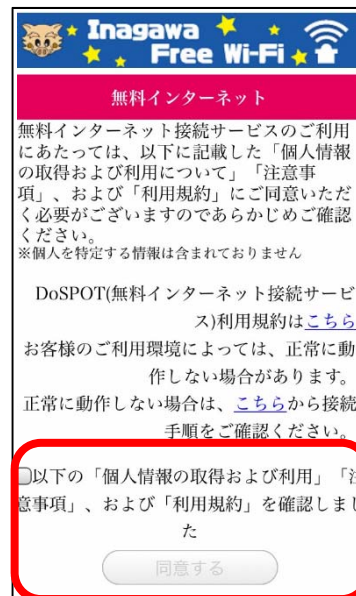 Inagawa
Free Wi-Fi
無料インターネット
無料インターネット接続サービスのご利用
にあたっては、以下に記載した「個人情報
の取得および利用について」「注意事
項」、および「利用規約」にご同意いただ
く必要がございますのであらかじめご確認
ください。
※個人を特定する情報は含まれておりません
DoSPOT(無料インターネット接続サービ
ス)利用規約はこちら
お客様のご利用環境によっては、正常に動
作しない場合があります。
正常に動作しない場合は、こちらから接続
手順をご確認ください。
以下の「個人情報の取得および利用」「注
意事項」、および「利用規約」を確認しまし
た
同意する